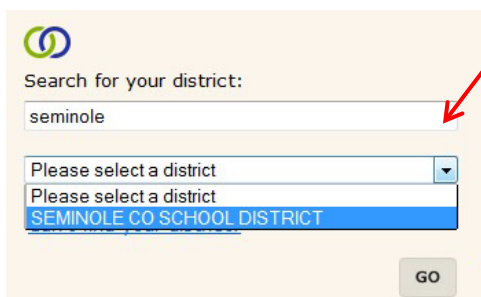 Search for your district:
seminole
Please select a district
Please select a district
SEMINOLE CO SCHOOL DISTRICT
GO